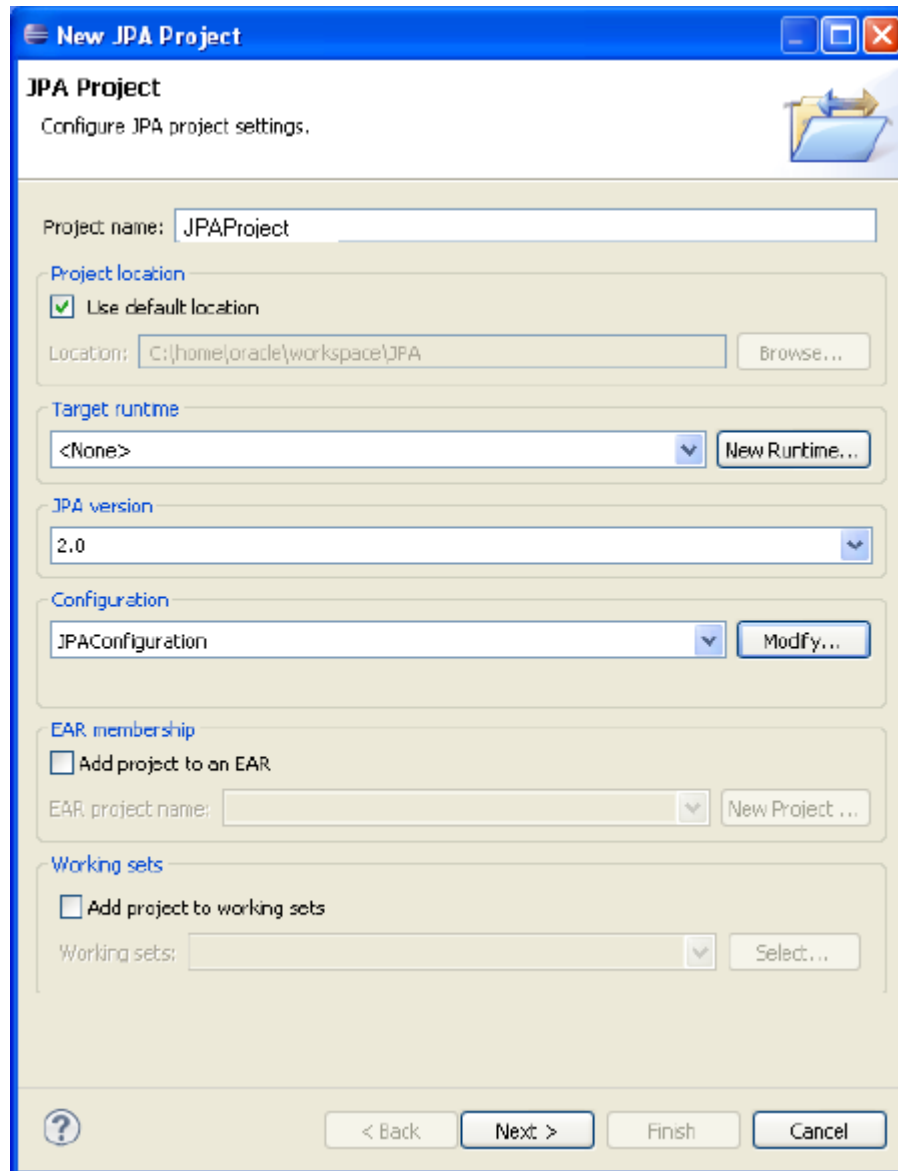 New JPA Project
JPA Project
Configure JPA project settings.
Project name: JPAProject
Project location
Use default location
Location: C:\home\oracle\workspace\JPA Browse...
Target runtime
<None> New Runtime...
JPA version
2.0
Configuration
JPAConfiguration Modify...
EAR membership
Add project to an EAR
EAR project name: New Project ...
Working sets
Add project to working sets
Working sets: Select...
? < Back Next > Finish Cancel